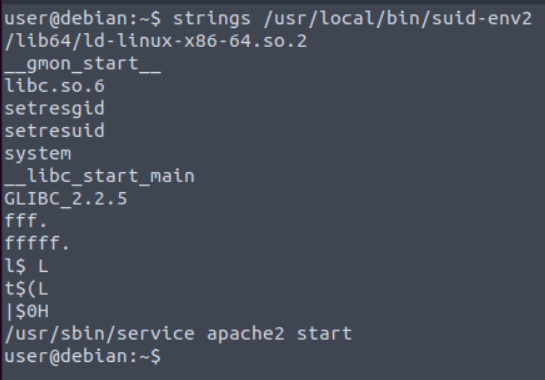 user@debian:~$ strings /usr/local/bin/suid-env2
/lib64/ld-linux-x86-64.so.2
__gmon_start__
libc.so.6
setresgid
setresuid
system
__libc_start_main
GLIBC_2.2.5
fff.
fffff.
l$ L
t$(L
|$0H
/usr/sbin/service apache2 start
user@debian:~$